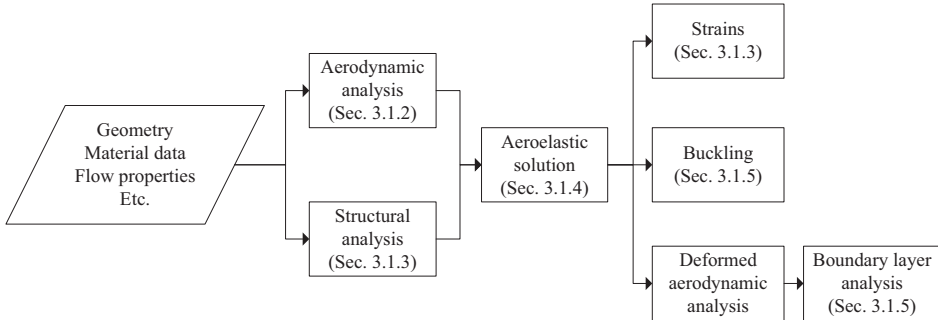 Geometry
Material data
Flow properties
Etc.
Aerodynamic
analysis
(Sec. 3.1.2)
Structural
analysis
(Sec. 3.1.3)
Aeroelastic
solution
(Sec. 3.1.4)
Strains
(Sec. 3.1.3)
Buckling
(Sec. 3.1.5)
Deformed
aerodynamic
analysis
Boundary layer
analysis
(Sec. 3.1.5)